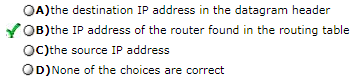 A)the destination IP address in the datagram header
B)the IP address of the router found in the routing table
C)the source IP address
D)None of the choices are correct